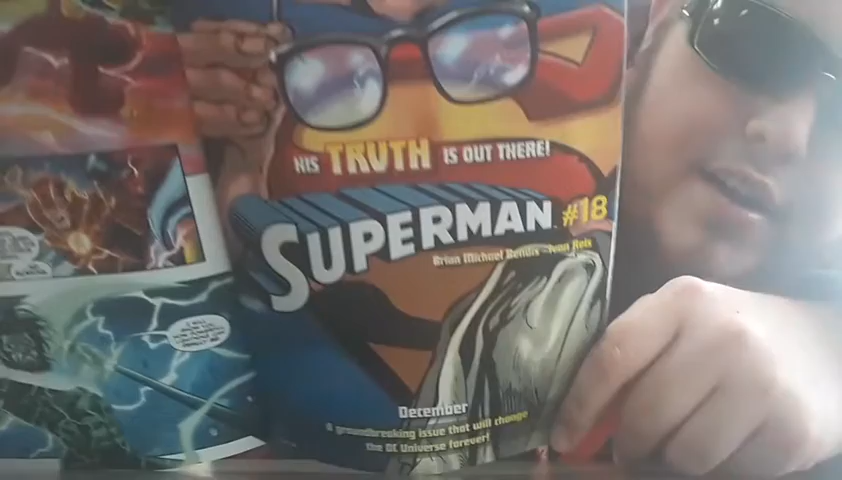 HIS TRUTH IS OUT THERE!
SUPERMAN #18
Brian Michael Bendis - Ivan Reis
December
A groundbreaking issue that will change
the DC Universe forever!